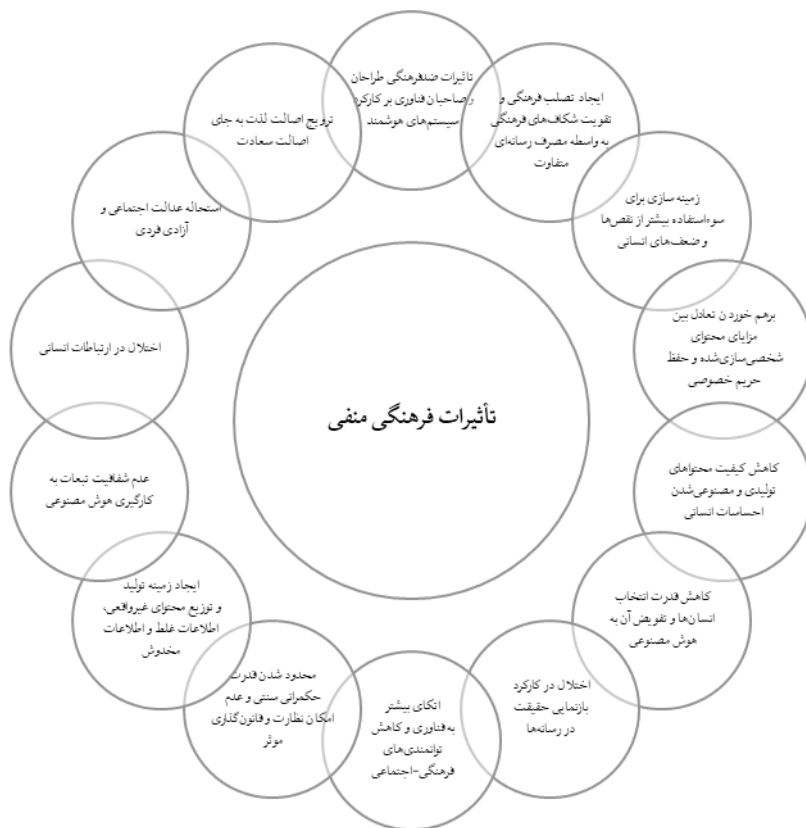 تاثیرات ضدفرهنگی طراحان
و صاحبان فناوری بر کارکرد
سیستم‌های هوشمند
ایجاد تصلب فرهنگی و
تقویت شکاف‌های فرهنگی
به واسطه مصرف رسانه‌ای
متفاوت
زمینه سازی برای
سوءاستفاده بیشتر از نقص‌ها
و ضعف‌های انسانی
برهم خوردن تعادل بین
مزایای محتوای
شخصی‌سازی‌شده و حفظ
حریم خصوصی
کاهش کیفیت محتواهای
تولیدی و مصنوعی‌شدن
احساسات انسانی
کاهش قدرت انتخاب
انسان‌ها و تفویض آن به
هوش مصنوعی
اختلال در کارکرد
بازنمایی حقیقت
در رسانه‌ها
اتکای بیشتر
به فناوری و کاهش
توانمندی‌های
فرهنگی-اجتماعی
محدود شدن قدرت
حکمرانی سنتی و عدم
امکان نظارت و قانون‌گذاری
موثر
ایجاد زمینه تولید
و توزیع محتوای غیرواقعی،
اطلاعات غلط و اطلاعات
مخدوش
عدم شفافیت تبعات به
کارگیری هوش مصنوعی
اختلال در ارتباطات انسانی
استحاله عدالت اجتماعی و
آزادی فردی
ترویج اصالت لذت به جای
اصالت سعادت
تأثیرات فرهنگی منفی